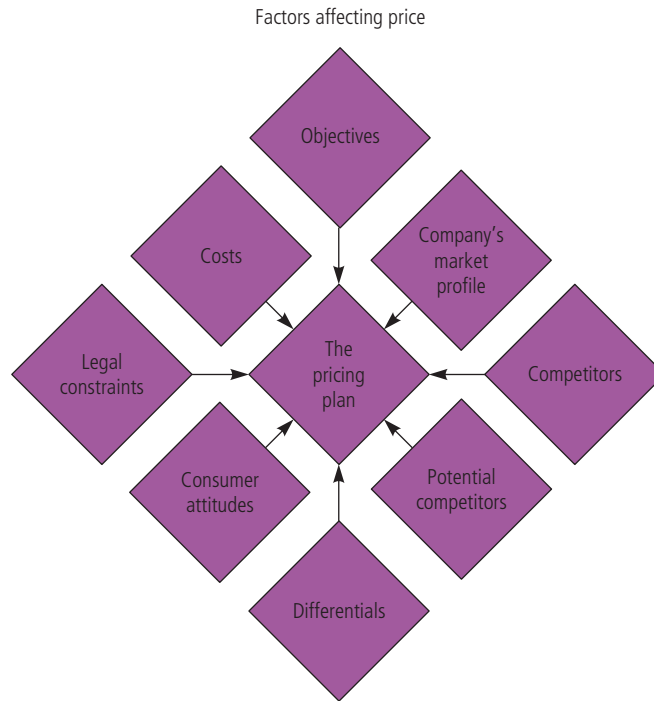 Factors affecting price
Objectives
Costs
Company’s
market
profile
Legal
constraints
The
pricing
plan
Competitors
Consumer
attitudes
Potential
competitors
Differentials